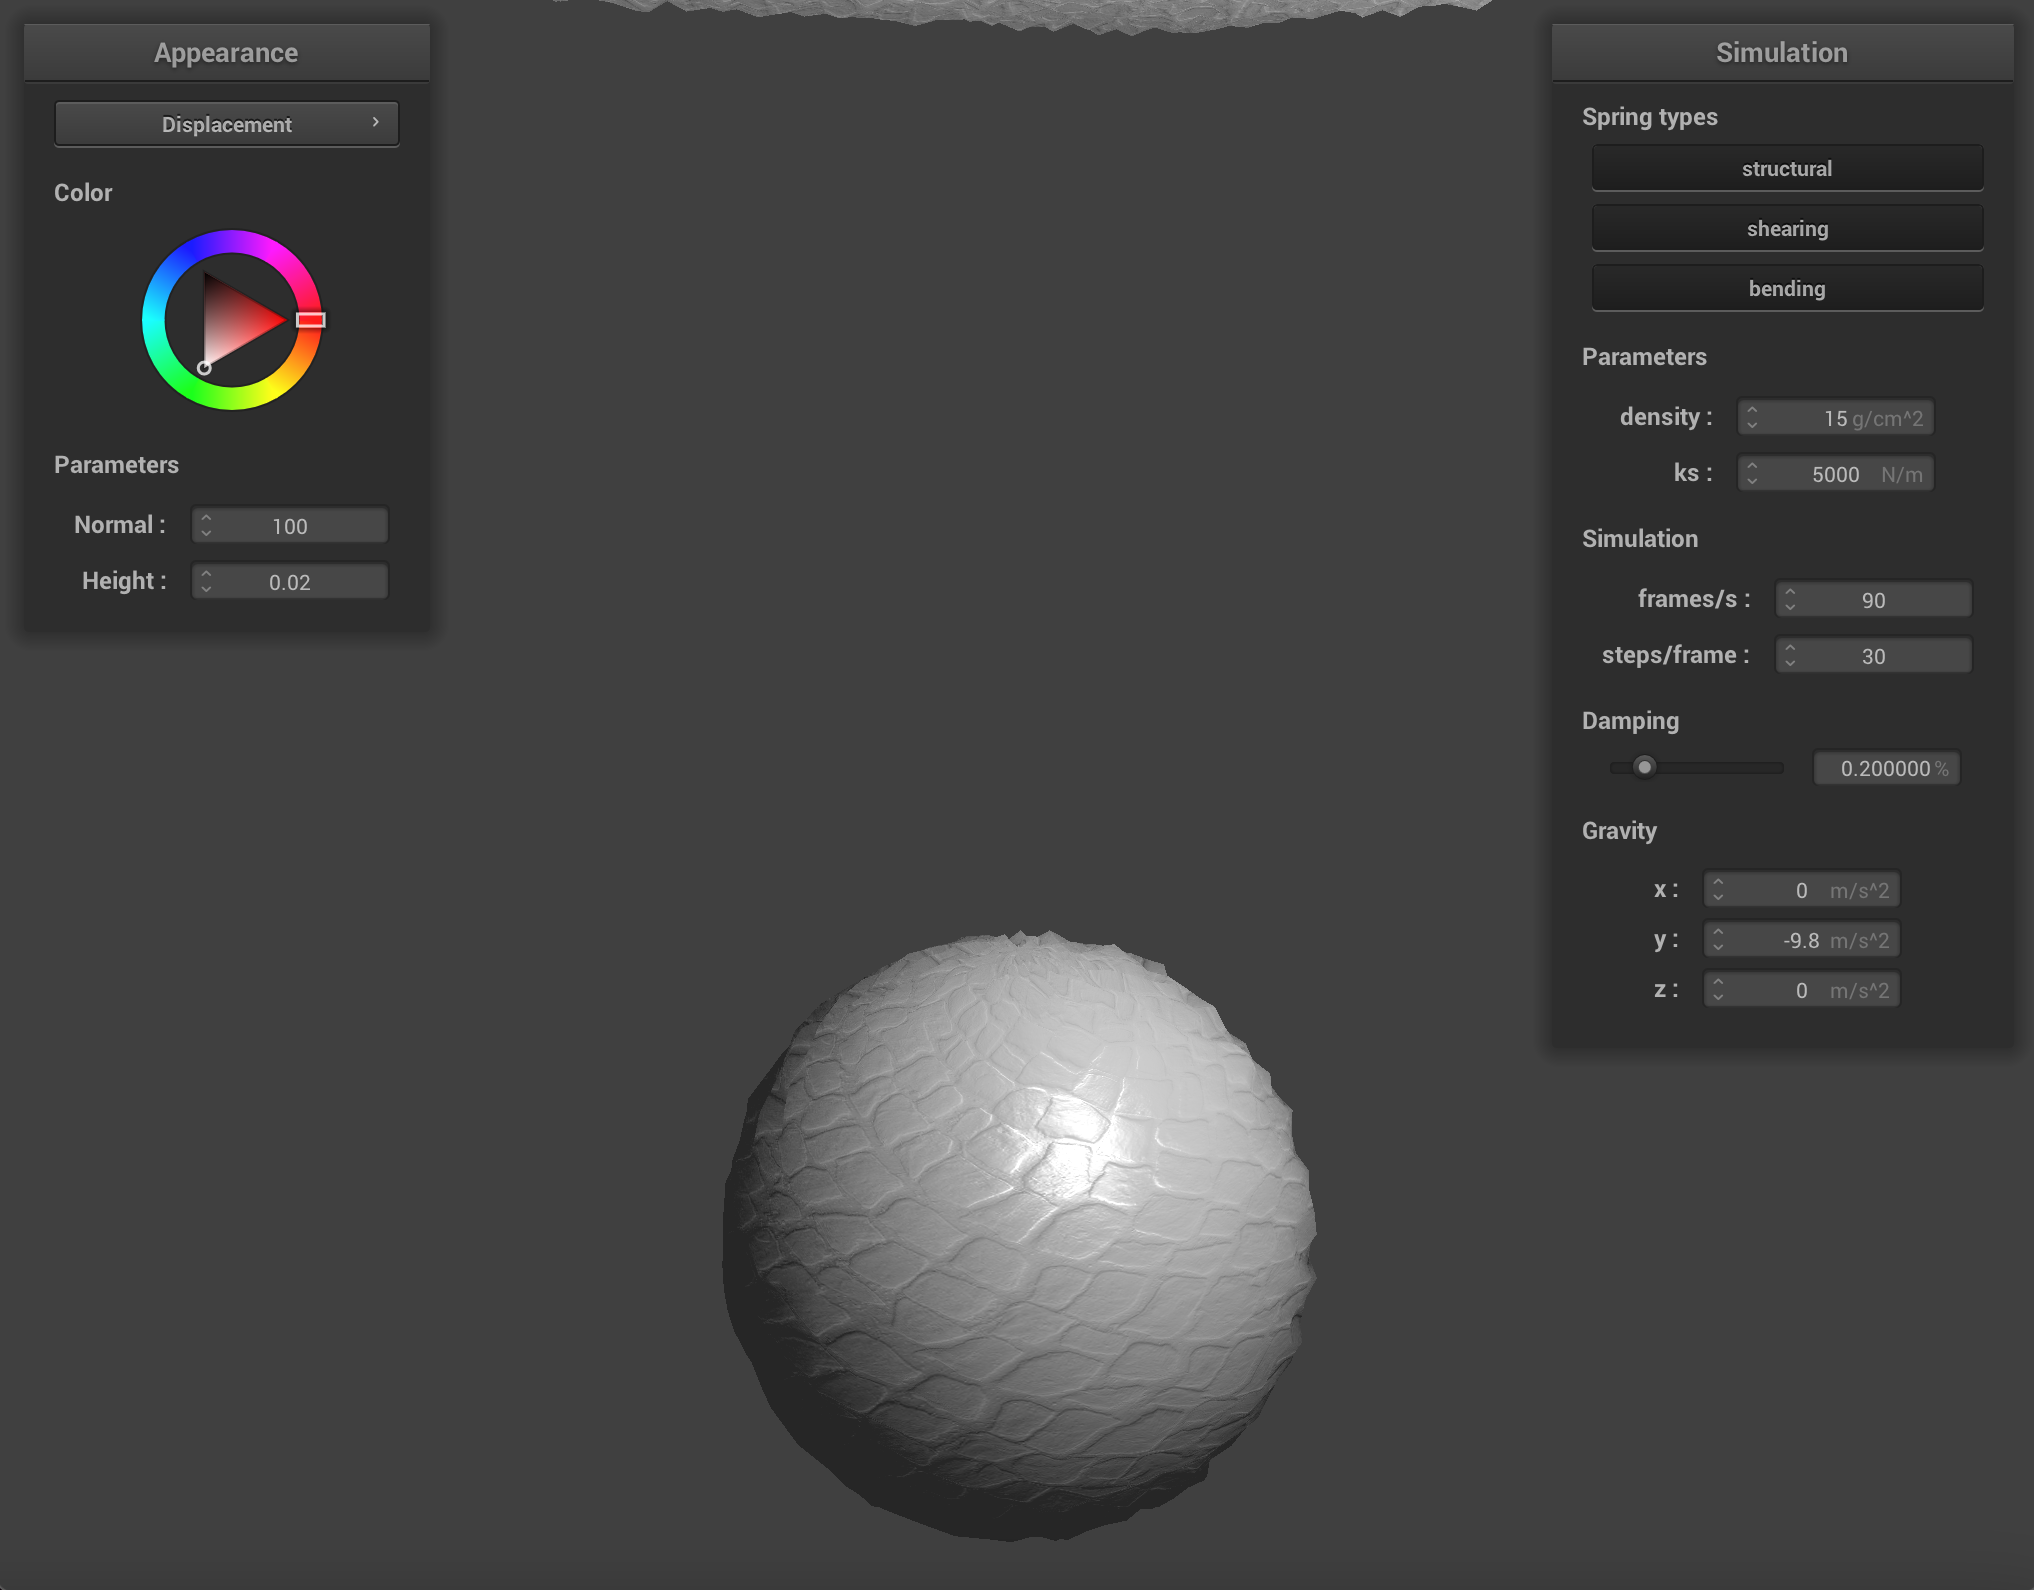 Appearance
Displacement
Color
Parameters
Normal : 100
Height : 0.02
Simulation
Spring types
structural
shearing
bending
Parameters
density : 15 g/cm^2
ks : 5000 N/m
Simulation
frames/s : 90
steps/frame : 30
Damping
0.200000 %
Gravity
x : 0 m/s^2
y : -9.8 m/s^2
z : 0 m/s^2